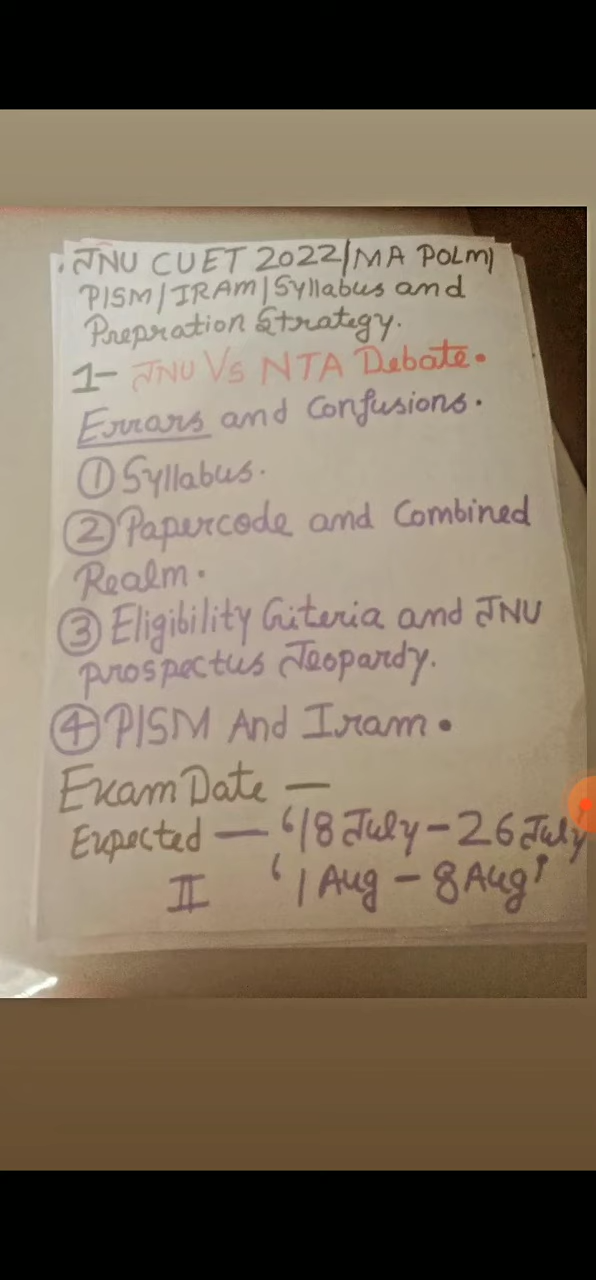 . JNU CUET 2022/MA POLM/
PISM/IRAM/Syllabus and
Prepration Strategy.
1- JNU Vs NTA Debate.
Errars and Confusions.
① Syllabus.
② Papercode and Combined
Realm.
③ Eligibility Criteria and JNU
prospectus Jeopardy.
④ PISM And Iram.
Exam Date —
Expected — '18 July - 26 July'
II '1 Aug - 8 Aug'